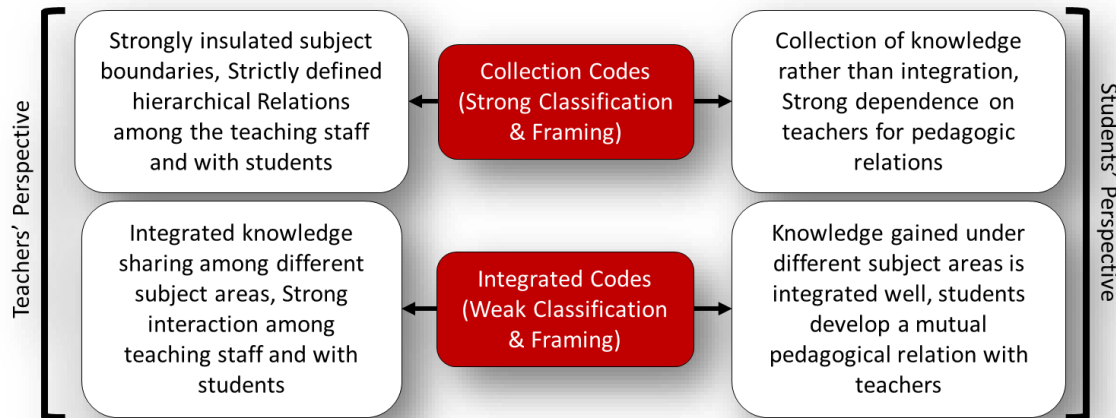 Teachers’ Perspective
Strongly insulated subject
boundaries, Strictly defined
hierarchical Relations
among the teaching staff
and with students
Collection Codes
(Strong Classification
& Framing)
Collection of knowledge
rather than integration,
Strong dependence on
teachers for pedagogic
relations
Students’ Perspective
Integrated knowledge
sharing among different
subject areas, Strong
interaction among
teaching staff and with
students
Integrated Codes
(Weak Classification
& Framing)
Knowledge gained under
different subject areas is
integrated well, students
develop a mutual
pedagogical relation with
teachers